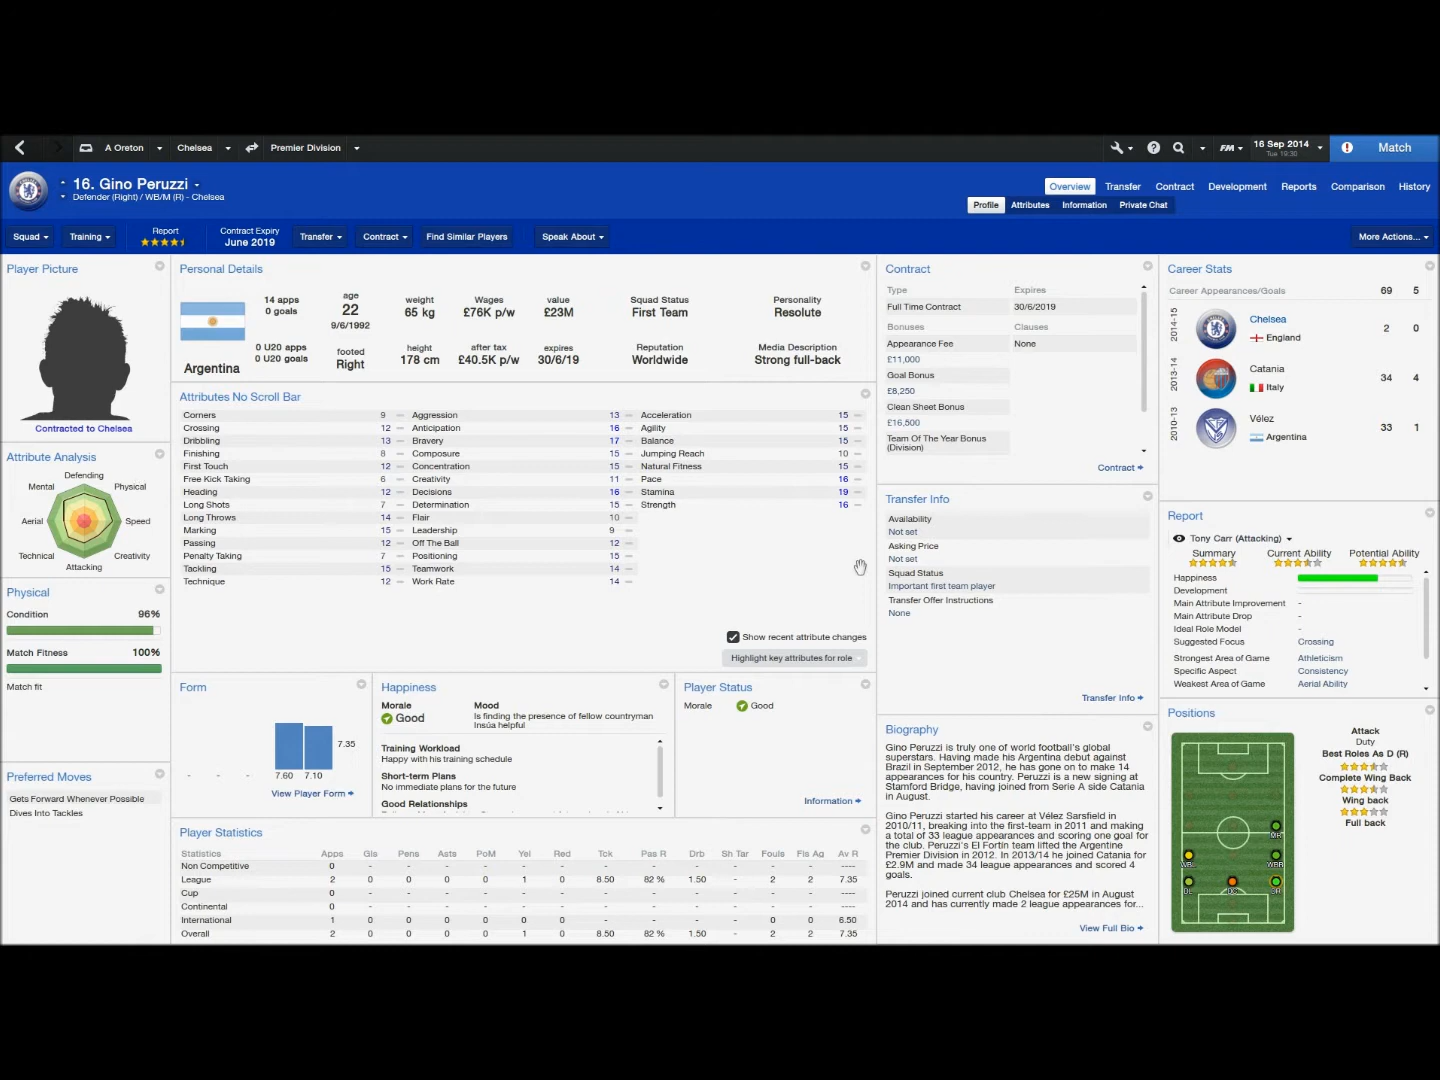 A Oreton Chelsea Premier Division
16 Sep 2014
Tue 19:30
FM
Match
16. Gino Peruzzi
Defender (Right) / WB/M (R) - Chelsea
Overview Transfer Contract Development Reports Comparison History
Profile Attributes Information Private Chat
Squad Training
Report
Contract Expiry
June 2019
Transfer Contract Find Similar Players Speak About More Actions...
Player Picture
Contracted to Chelsea
Attribute Analysis
Defending
Mental Physical
Aerial Speed
Technical Creativity
Attacking
Physical
Condition 96%
Match Fitness 100%
Match fit
Preferred Moves
Gets Forward Whenever Possible
Dives Into Tackles
Personal Details
Argentina
14 apps
0 goals
0 U20 apps
0 U20 goals
age
22
9/6/1992
footed
Right
weight
65 kg
height
178 cm
Wages
£76K p/w
after tax
£40.5K p/w
value
£23M
expires
30/6/19
Squad Status
First Team
Reputation
Worldwide
Personality
Resolute
Media Description
Strong full-back
Attributes No Scroll Bar
Corners 9 Aggression 13 Acceleration 15
Crossing 12 Anticipation 16 Agility 15
Dribbling 13 Bravery 17 Balance 15
Finishing 8 Composure 15 Jumping Reach 10
First Touch 12 Concentration 15 Natural Fitness 15
Free Kick Taking 6 Creativity 11 Pace 16
Heading 12 Decisions 16 Stamina 19
Long Shots 7 Determination 15 Strength 16
Long Throws 14 Flair 10
Marking 15 Leadership 9
Passing 12 Off The Ball 12
Penalty Taking 7 Positioning 15
Tackling 15 Teamwork 14
Technique 12 Work Rate 14
Show recent attribute changes
Highlight key attributes for role
Form
- - - 7.60 7.10
7.35
View Player Form
Happiness
Morale
Good
Mood
Is finding the presence of fellow countryman
Insúa helpful
Training Workload
Happy with his training schedule
Short-term Plans
No immediate plans for the future
Good Relationships
Player Status
Morale Good
Information
Player Statistics
Statistics Apps Gls Pens Asts PoM Yel Red Tck Pas R Drb Sh Tar Fouls Fls Ag Av R
Non Competitive 0 - - - - - - - - - - - - ----
League 2 0 0 0 0 1 0 8.50 82 % 1.50 - 2 2 7.35
Cup 0 - - - - - - - - - - - - ----
Continental 0 - - - - - - - - - - - - ----
International 1 0 0 0 0 0 0 - - - - 0 0 6.50
Overall 2 0 0 0 0 1 0 8.50 82 % 1.50 - 2 2 7.35
Contract
Type Expires
Full Time Contract 30/6/2019
Bonuses Clauses
Appearance Fee None
£11,000
Goal Bonus
£8,250
Clean Sheet Bonus
£16,500
Team Of The Year Bonus
(Division)
Contract
Transfer Info
Availability
Not set
Asking Price
Not set
Squad Status
Important first team player
Transfer Offer Instructions
None
Transfer Info
Biography
Gino Peruzzi is truly one of world football's global
superstars. Having made his Argentina debut against
Brazil in September 2012, he has gone on to make 14
appearances for his country. Peruzzi is a new signing at
Stamford Bridge, having joined from Serie A side Catania
in August.
Gino Peruzzi started his career at Vélez Sarsfield in
2010/11, breaking into the first-team in 2011 and making
a total of 33 league appearances and scoring one goal for
the club. Peruzzi's El Fortín team lifted the Argentine
Premier Division in 2012. In 2013/14 he joined Catania for
£2.9M and made 34 league appearances and scored 4
goals.
Peruzzi joined current club Chelsea for £25M in August
2014 and has currently made 2 league appearances for...
View Full Bio
Career Stats
Career Appearances/Goals 69 5
2014-15 Chelsea England 2 0
2013-14 Catania Italy 34 4
2010-13 Vélez Argentina 33 1
Report
Tony Carr (Attacking)
Summary Current Ability Potential Ability
Happiness
Development
Main Attribute Improvement -
Main Attribute Drop -
Ideal Role Model -
Suggested Focus Crossing
Strongest Area of Game Athleticism
Specific Aspect Consistency
Weakest Area of Game Aerial Ability
Positions
MR
WBL WBR
DL DC DR
Attack
Duty
Best Roles As D (R)
Complete Wing Back
Wing back
Full back